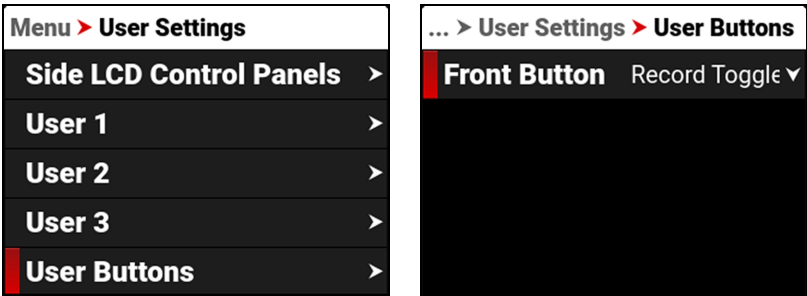 Menu ➤ User Settings
Side LCD Control Panels
User 1
User 2
User 3
User Buttons
... ➤ User Settings ➤ User Buttons
Front Button Record Toggle